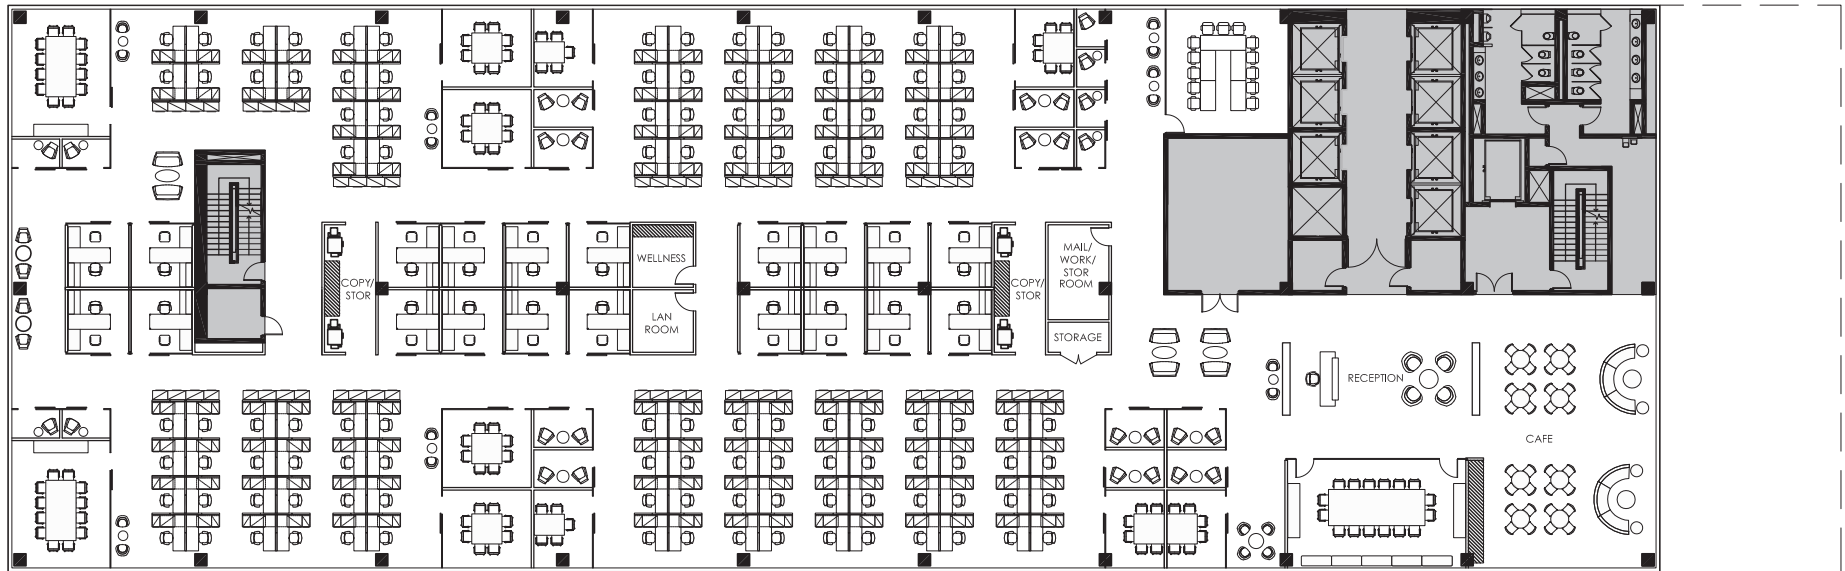 WELLNESS
LAN
ROOM
COPY/
STOR
COPY/
STOR
MAIL/
WORK/
STOR
ROOM
STORAGE
RECEPTION
CAFE